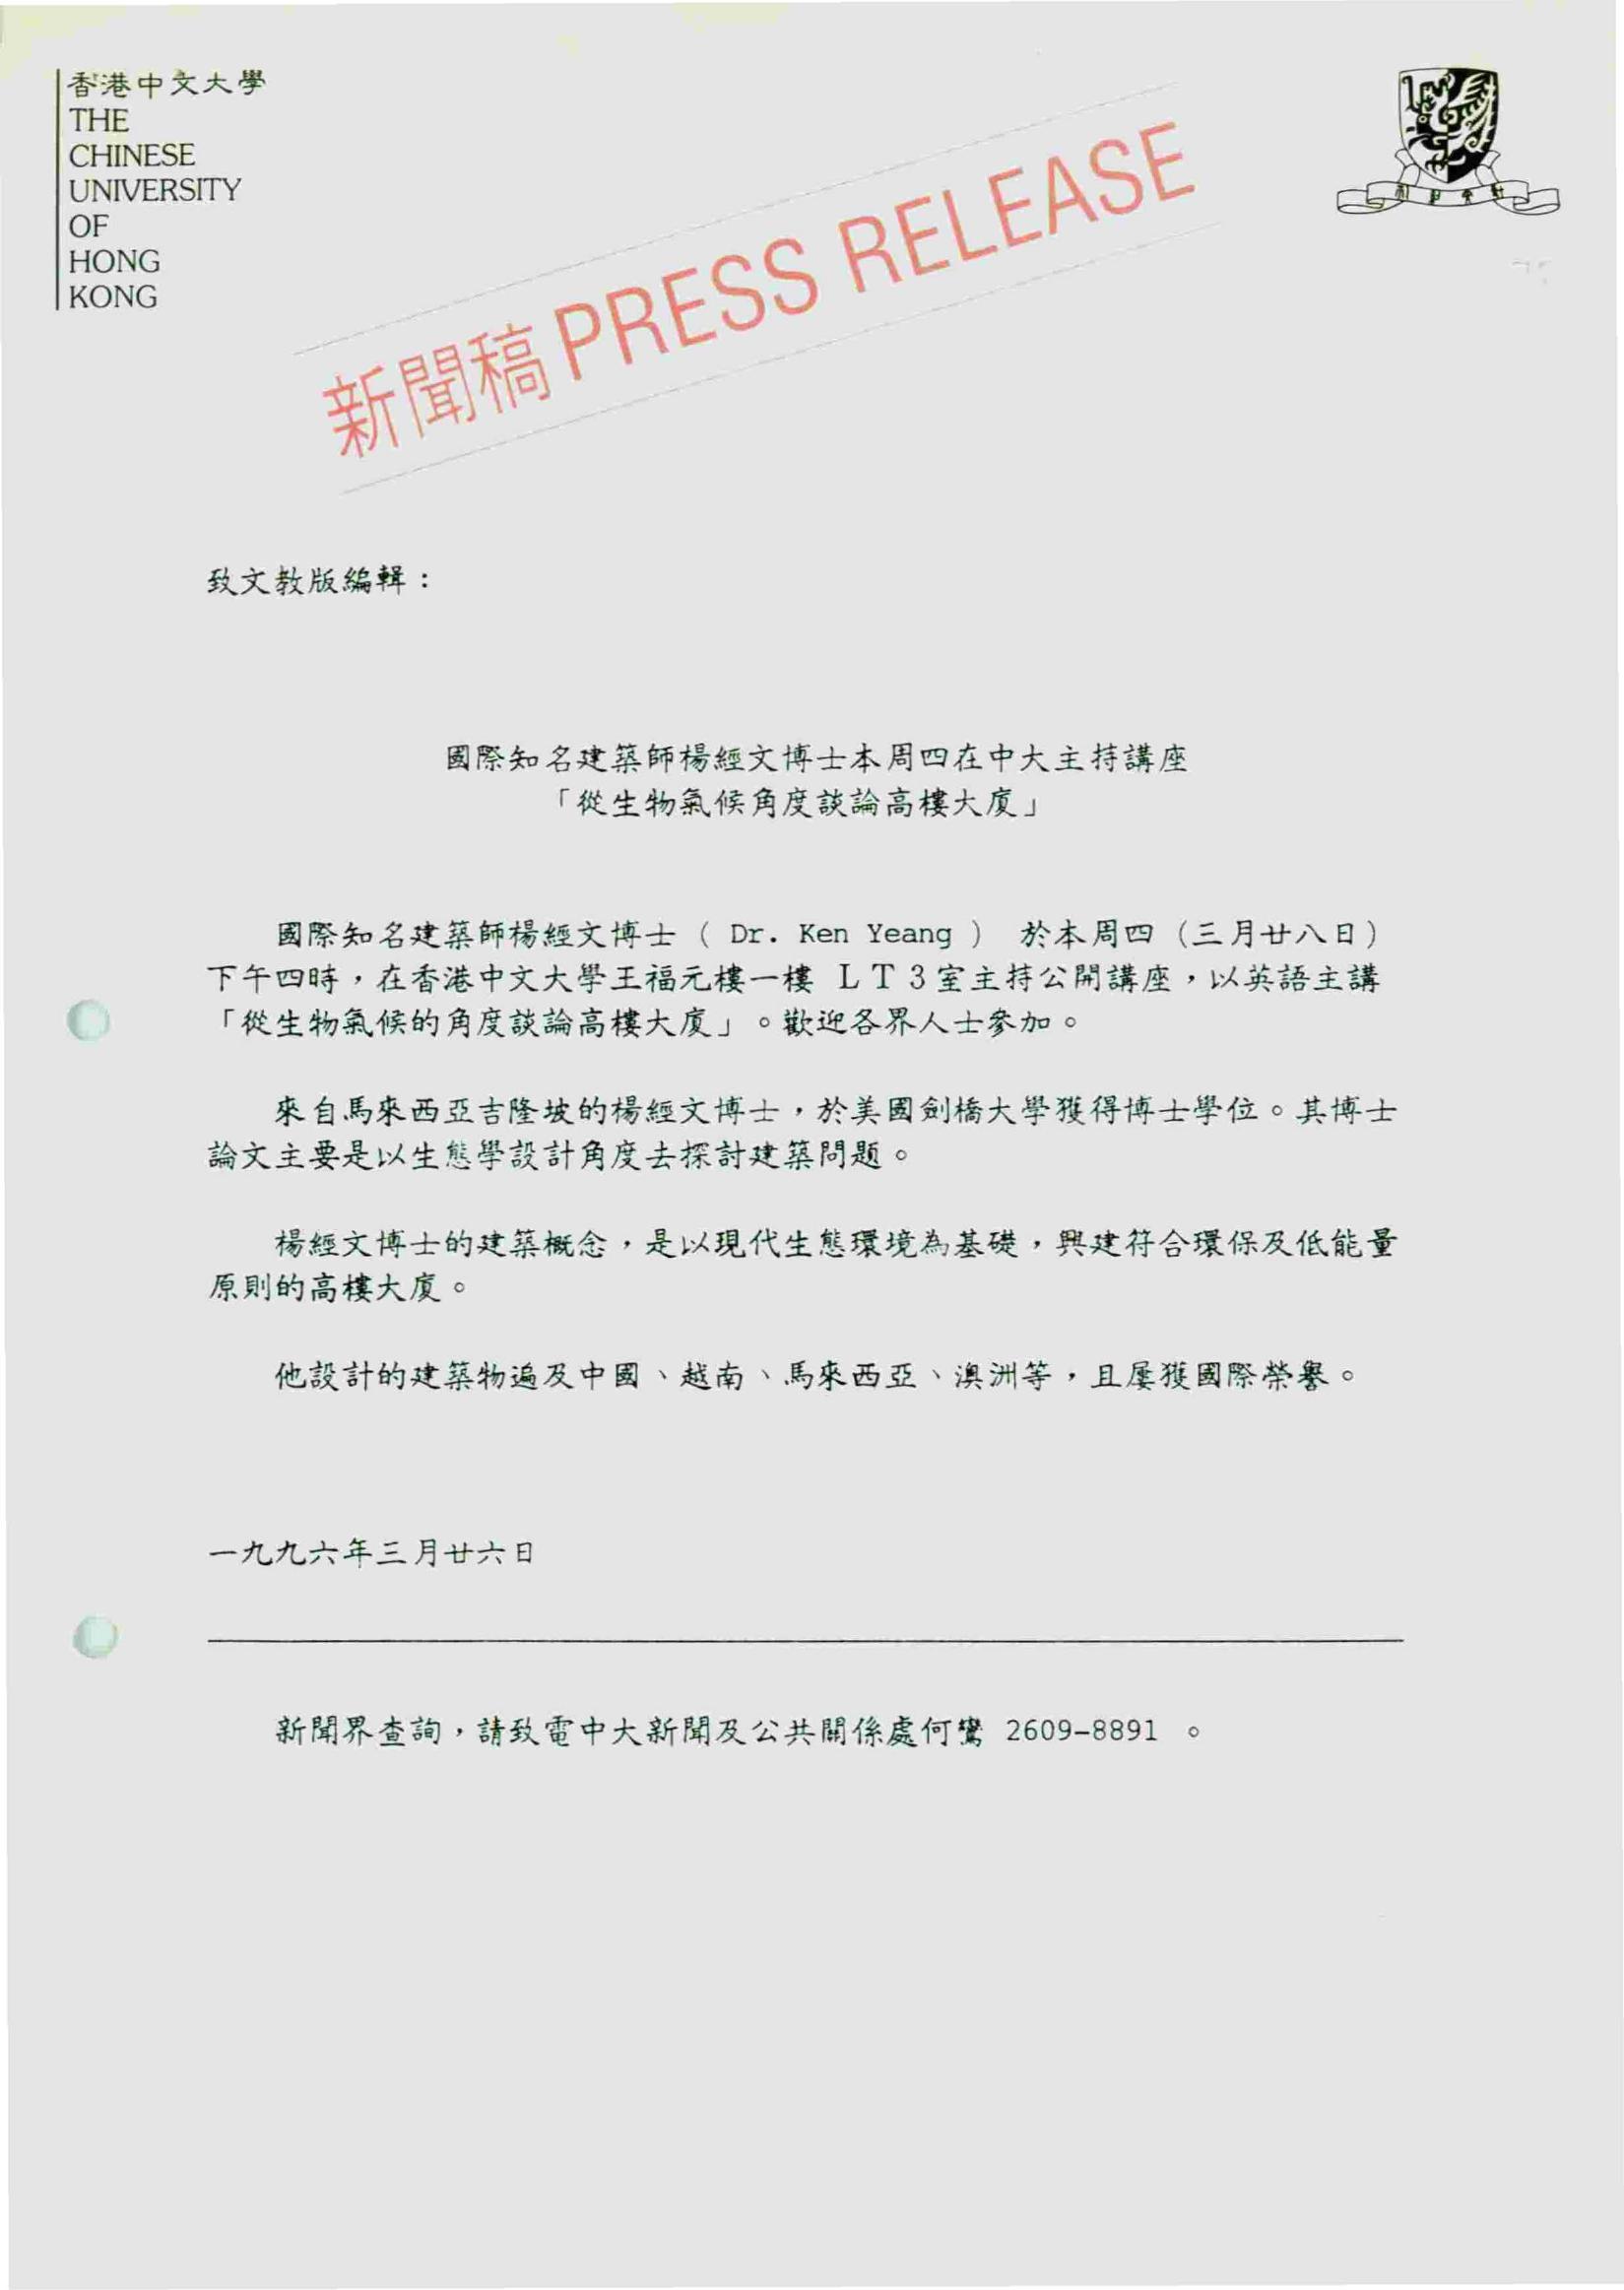 香港中文大學
THE
CHINESE
UNIVERSITY
OF
HONG
KONG
新聞稿 PRESS RELEASE
致文教版編輯：
國際知名建築師楊經文博士本周四在中大主持講座
「從生物氣候角度談論高樓大廈」
國際知名建築師楊經文博士（ Dr. Ken Yeang ） 於本周四（三月廿八日）
下午四時，在香港中文大學王福元樓一樓 ＬＴ３室主持公開講座，以英語主講
「從生物氣候的角度談論高樓大廈」。歡迎各界人士參加。
來自馬來西亞吉隆坡的楊經文博士，於美國劍橋大學獲得博士學位。其博士
論文主要是以生態學設計角度去探討建築問題。
楊經文博士的建築概念，是以現代生態環境為基礎，興建符合環保及低能量
原則的高樓大廈。
他設計的建築物遍及中國、越南、馬來西亞、澳洲等，且屢獲國際榮譽。
一九九六年三月廿六日
新聞界查詢，請致電中大新聞及公共關係處何鸞 2609-8891 。